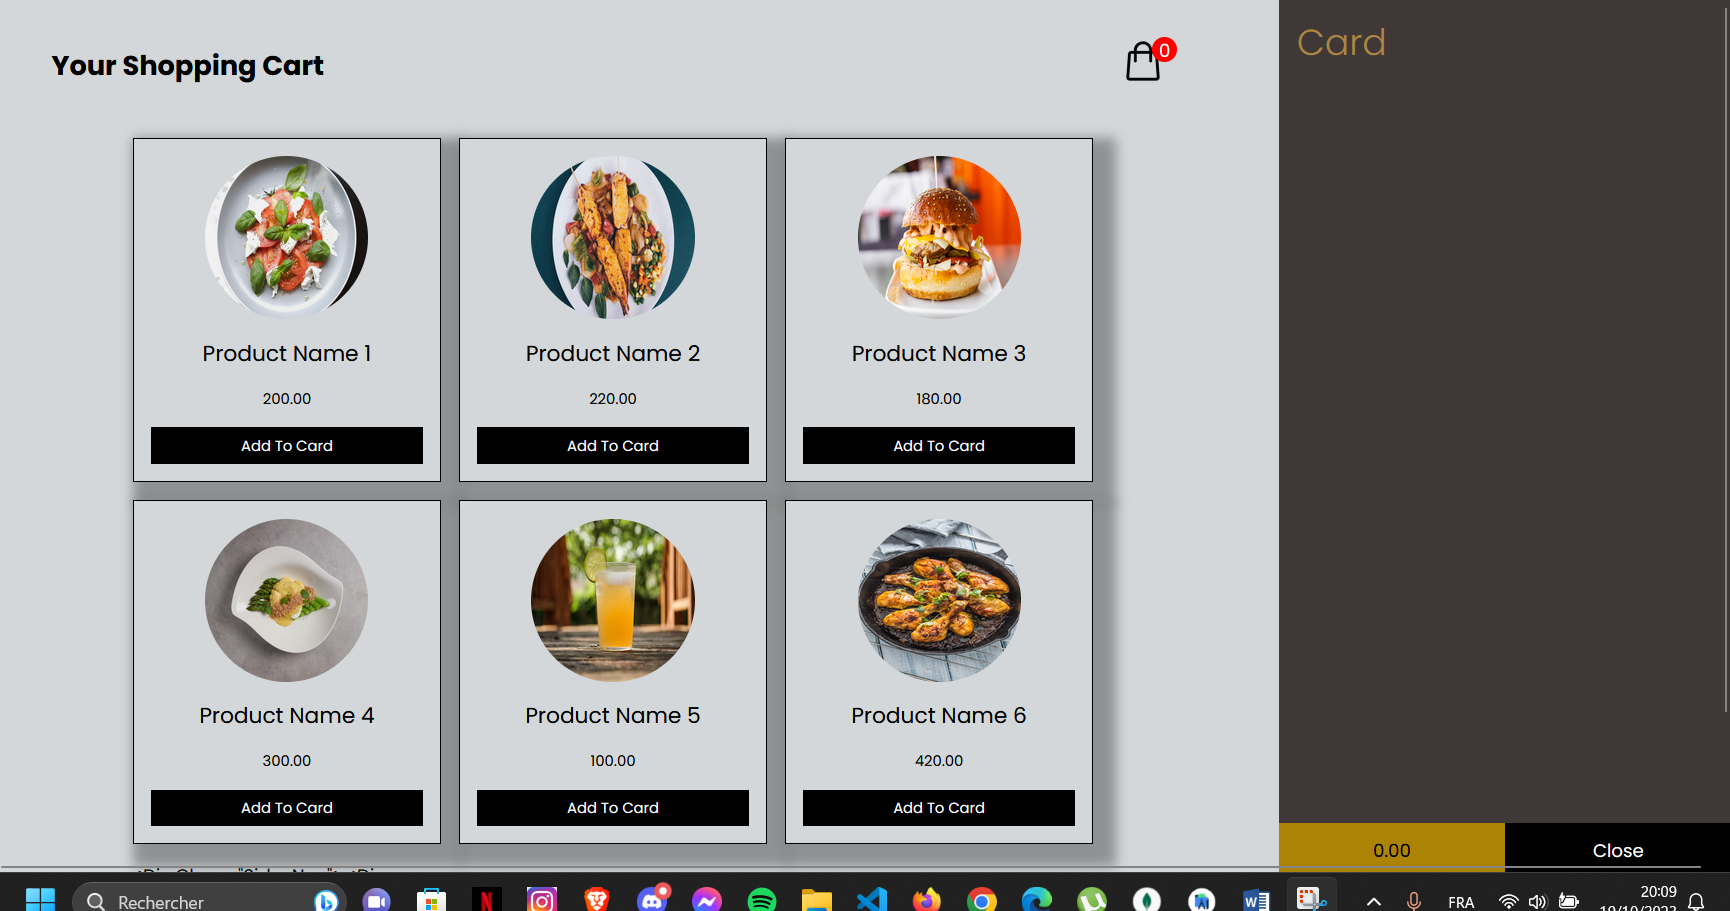 Your Shopping Cart
0
Card
Product Name 1
200.00
Add To Card
Product Name 2
220.00
Add To Card
Product Name 3
180.00
Add To Card
Product Name 4
300.00
Add To Card
Product Name 5
100.00
Add To Card
Product Name 6
420.00
Add To Card
0.00
Close
Rechercher
FRA
20:09